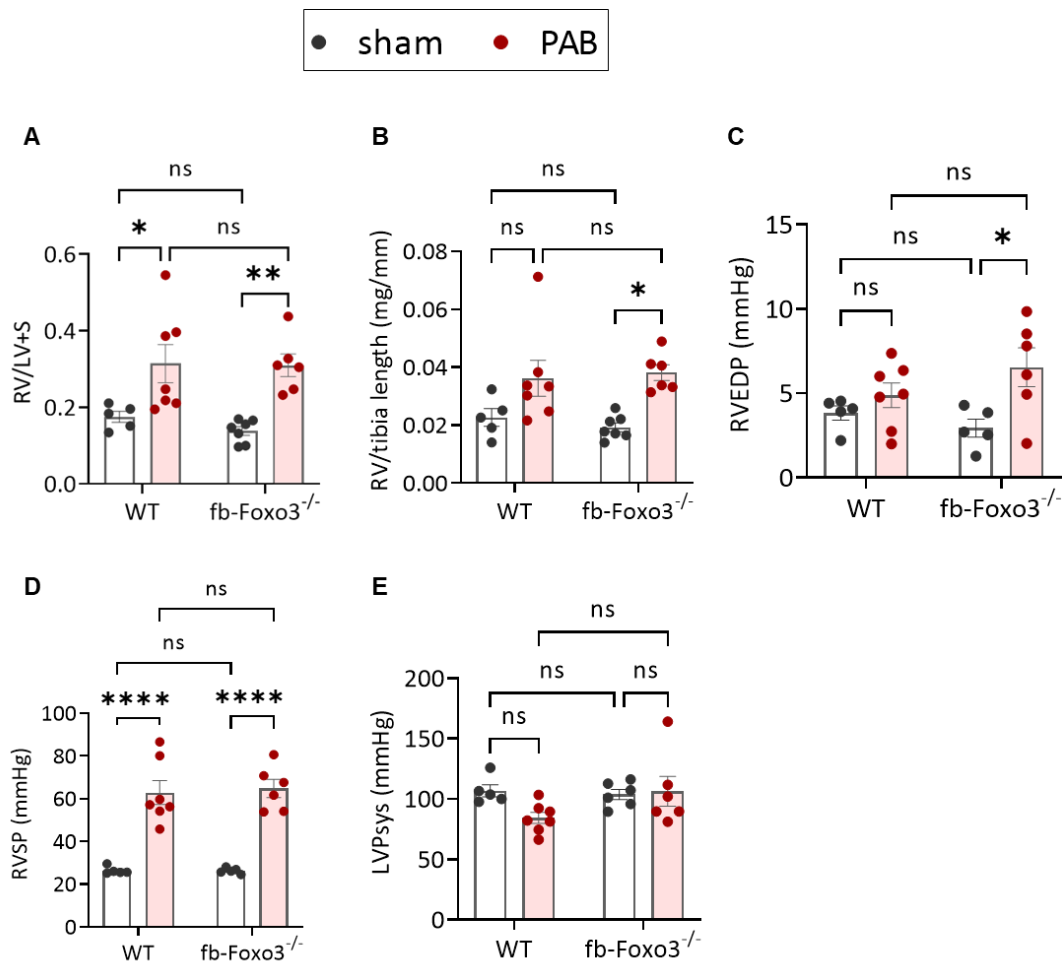 sham PAB
A
ns
* ns
**
RV/LV+S
0.6
0.4
0.2
0.0
WT fb-Foxo3⁻/⁻
B
ns
ns ns
*
RV/tibia length (mg/mm)
0.08
0.06
0.04
0.02
0.00
WT fb-Foxo3⁻/⁻
C
ns
ns *
ns
RVEDP (mmHg)
15
10
5
0
WT fb-Foxo3⁻/⁻
D
ns
ns
**** ****
RVSP (mmHg)
100
80
60
40
20
0
WT fb-Foxo3⁻/⁻
E
ns
ns ns
ns
LVPsys (mmHg)
200
150
100
50
0
WT fb-Foxo3⁻/⁻